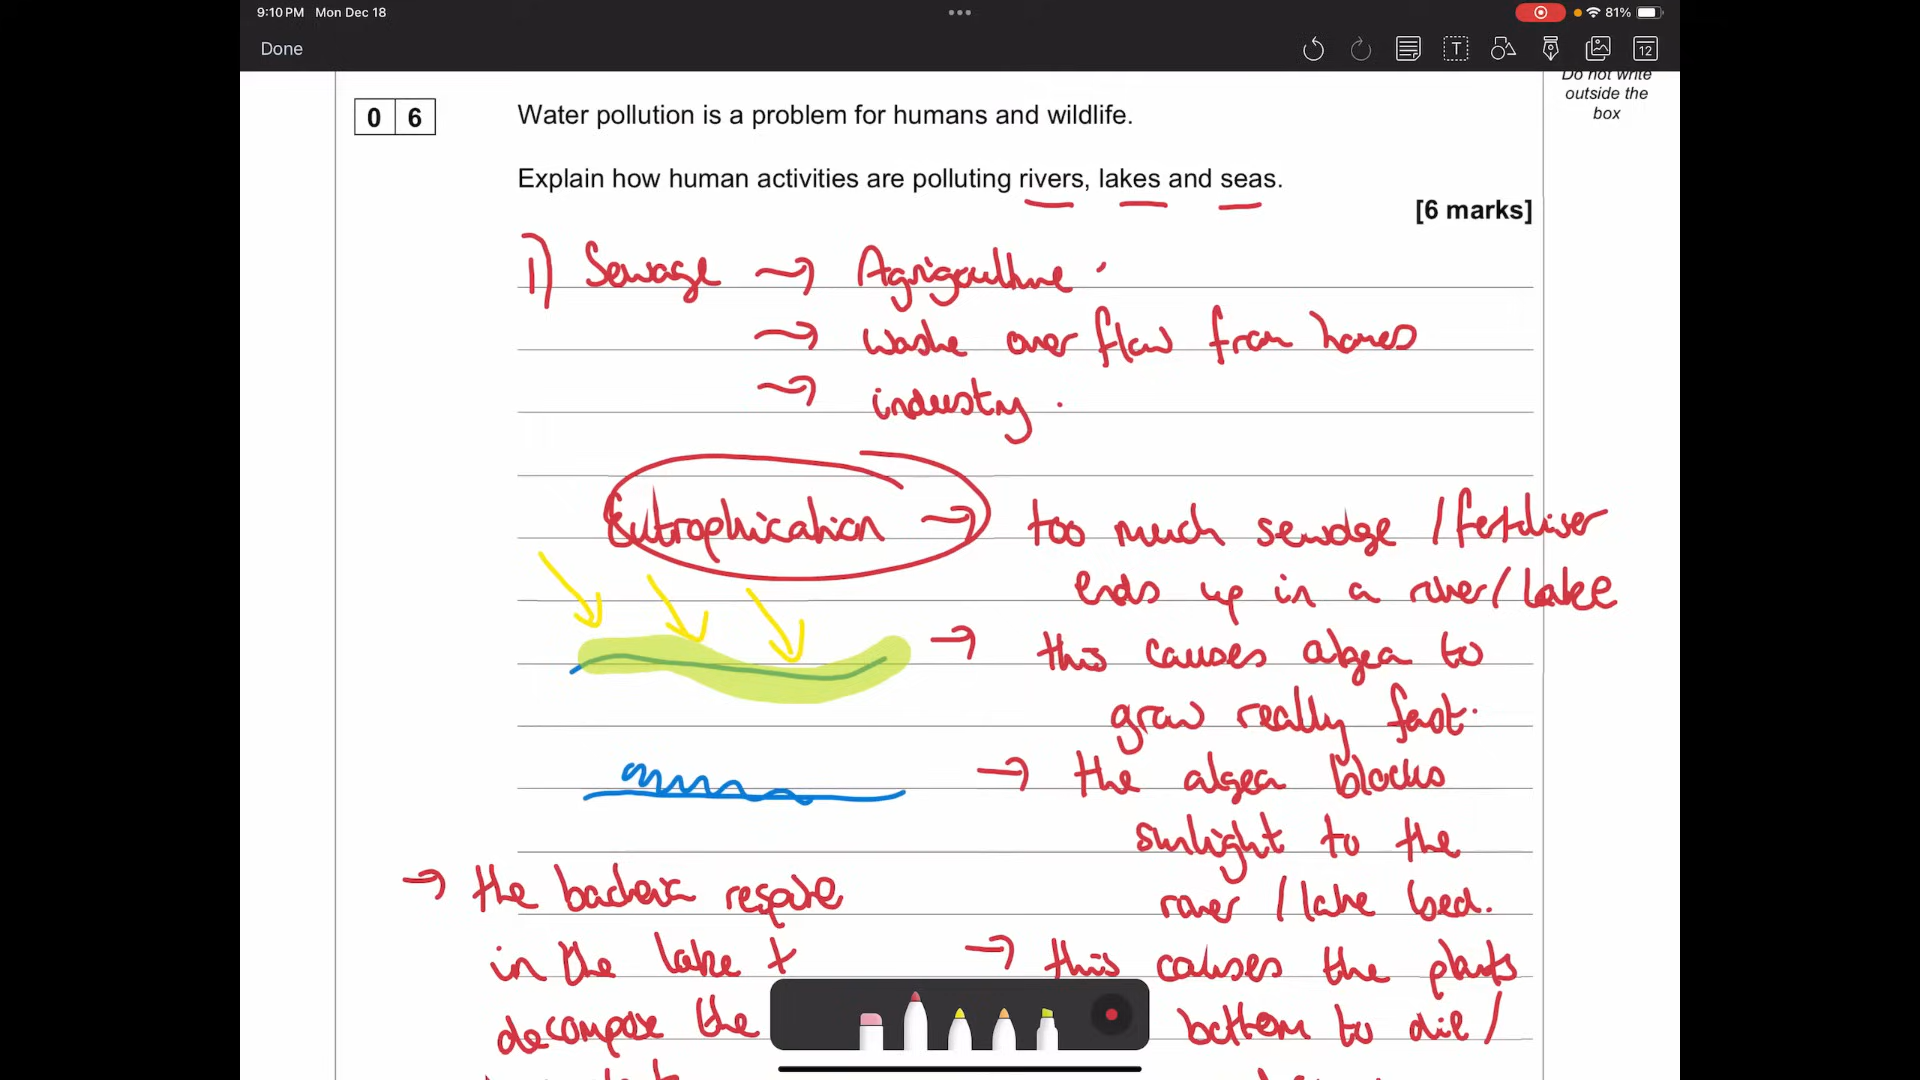 9:10 PM Mon Dec 18
81%
Done
T
12
Do not write
outside the
box
0 6
Water pollution is a problem for humans and wildlife.
Explain how human activities are polluting rivers, lakes and seas.
[6 marks]
1) Sewage → Agrigculture.
→ waste over flow from homes
→ industry.
Eutrophication → too much sewadge / fertiliser
ends up in a river/lake
→ this causes algea to
grow really fast.
→ the algea blocks
sunlight to the
river / lake bed.
→ this causes the plants
bottom to die /
→ the bacteria respire
in the lake +
decompose the